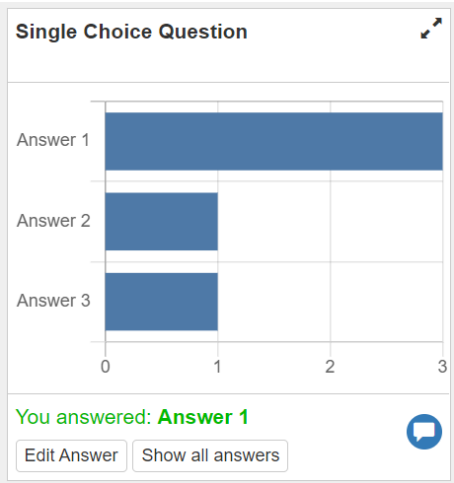 Single Choice Question
Answer 1
Answer 2
Answer 3
0 1 2 3
You answered: Answer 1
Edit Answer Show all answers